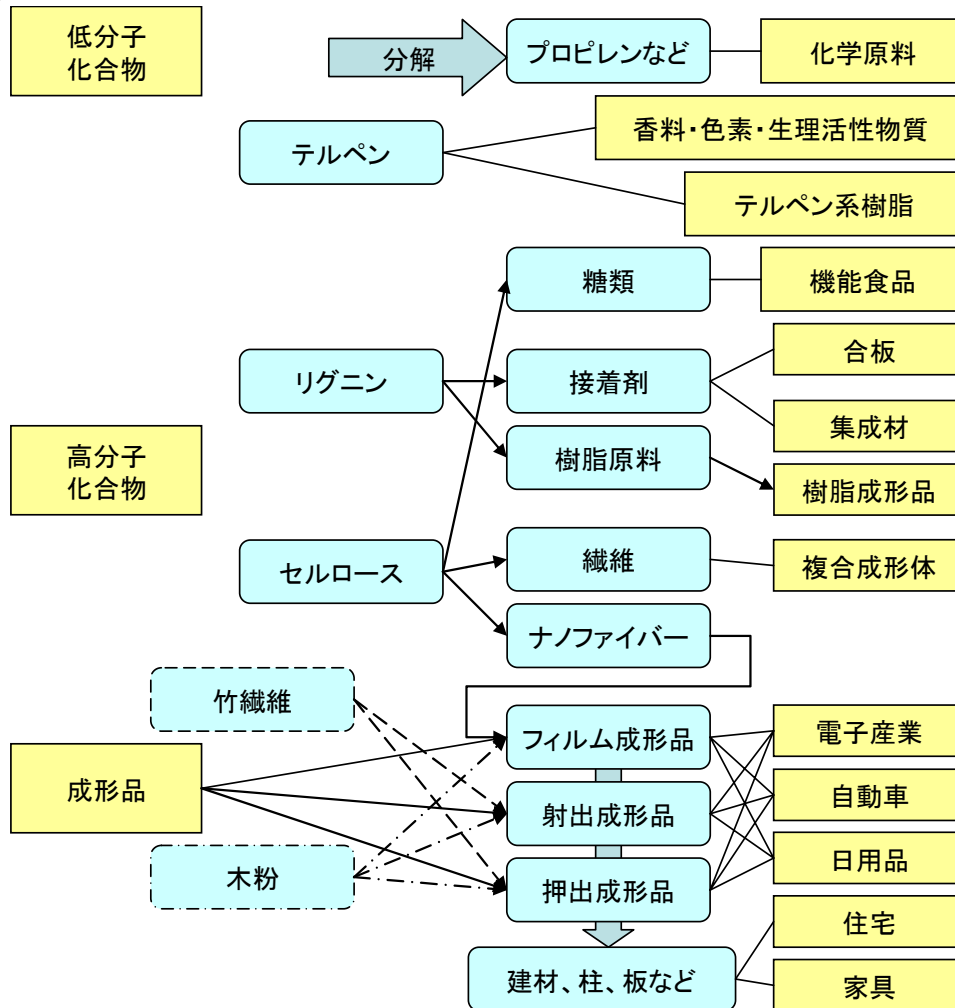 低分子
化合物
分解
プロピレンなど
化学原料
香料・色素・生理活性物質
テルペン
テルペン系樹脂
糖類
機能食品
合板
リグニン
接着剤
集成材
高分子
化合物
樹脂原料
樹脂成形品
セルロース
繊維
複合成形体
ナノファイバー
竹繊維
フィルム成形品
電子産業
成形品
射出成形品
自動車
木粉
押出成形品
日用品
住宅
建材、柱、板など
家具